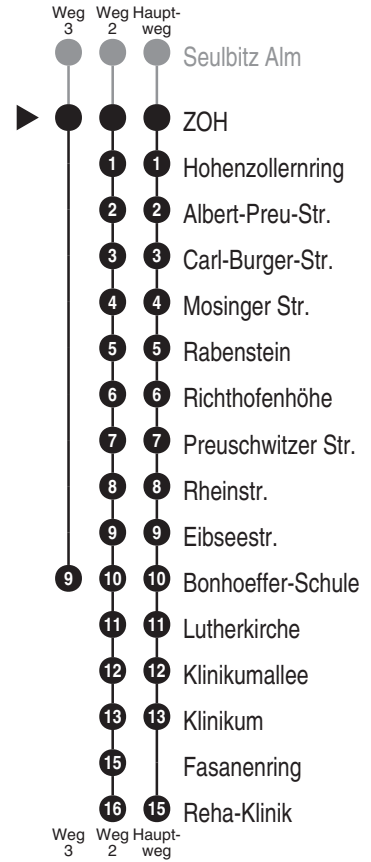 Weg Weg Haupt-
3 2 weg
Seulbitz Alm
ZOH
1 1 Hohenzollernring
2 2 Albert-Preu-Str.
3 3 Carl-Burger-Str.
4 4 Mosinger Str.
5 5 Rabenstein
6 6 Richthofenhöhe
7 7 Preuschwitzer Str.
8 8 Rheinstr.
9 9 Eibseestr.
9 10 10 Bonhoeffer-Schule
11 11 Lutherkirche
12 12 Klinikumallee
13 13 Klinikum
15 Fasanenring
16 15 Reha-Klinik
Weg Weg Haupt-
3 2 weg